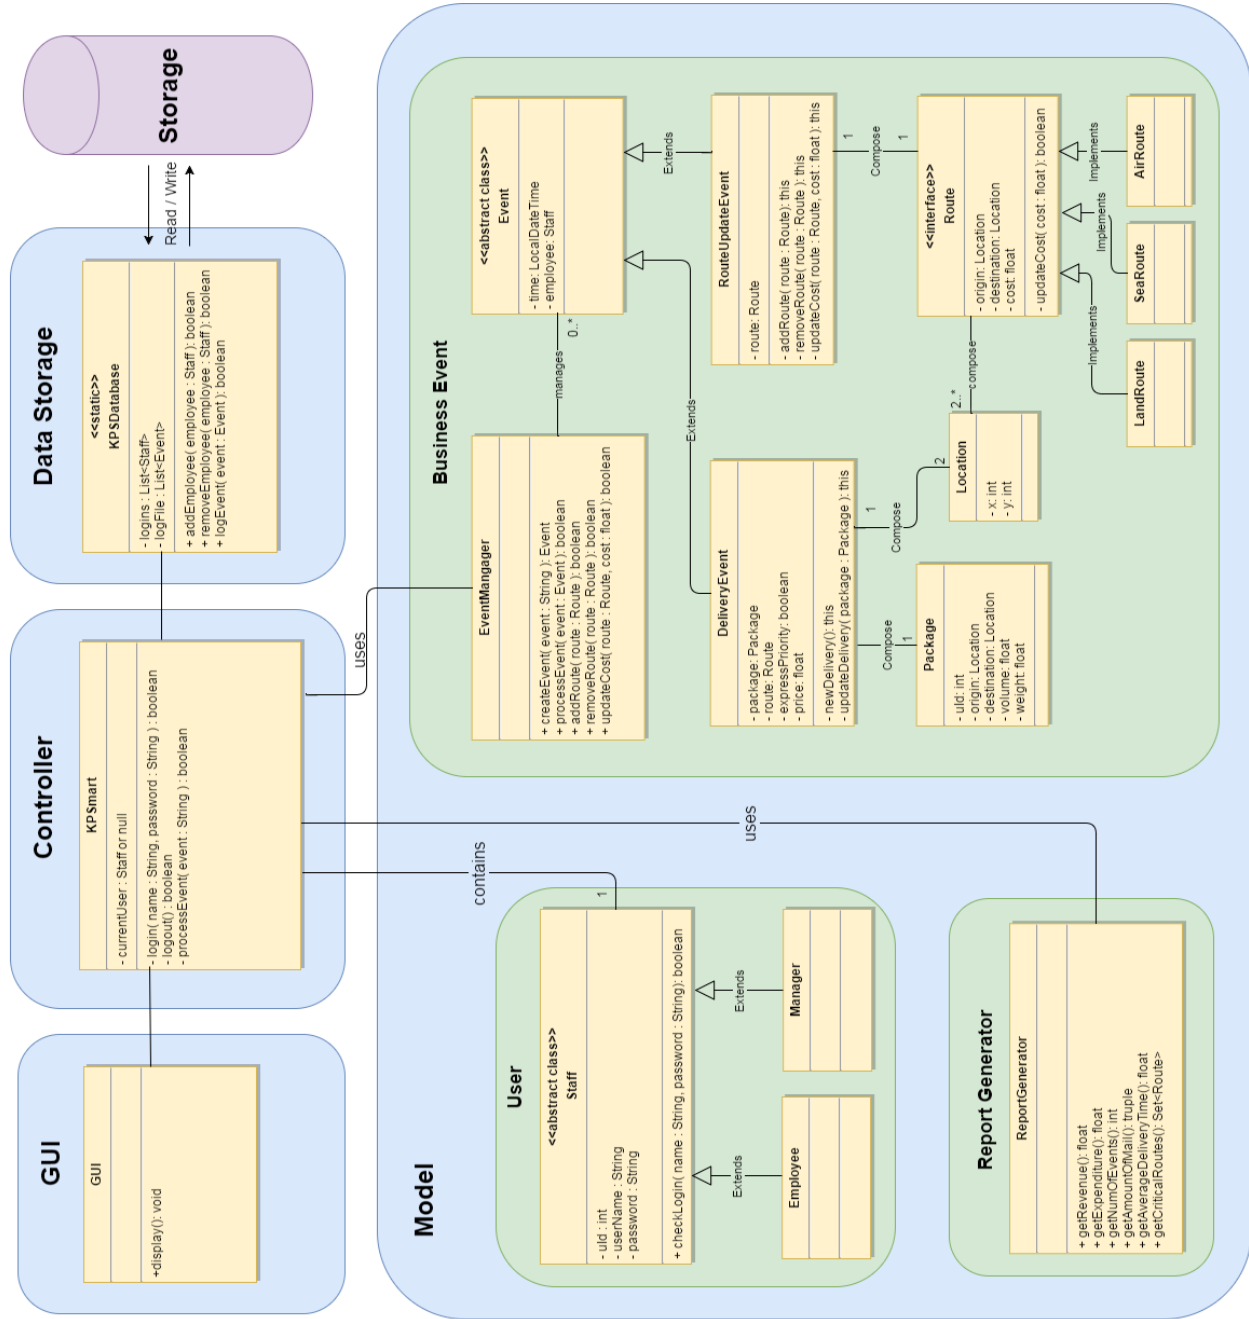 GUI
GUI
+display(): void
Controller
KPSmart
- currentUser : Staff or null
- login( name : String, password : String ) : boolean
- logout() : boolean
- processEvent( event : String ) : boolean
Data Storage
<<static>>
KPSDatabase
- logins : List<Staff>
- logFile : List<Event>
+ addEmployee( employee : Staff ): boolean
+ removeEmployee( employee : Staff ): boolean
+ logEvent( event : Event ): boolean
Read / Write
Storage
contains
uses
uses
Model
User
1
<<abstract class>>
Staff
- uId : int
- userName : String
- password : String
+ checkLogin( name : String, password : String): boolean
Extends
Extends
Employee
Manager
Report Generator
ReportGenerator
+ getRevenue(): float
+ getExpenditure(): float
+ getNumOfEvents(): int
+ getAmountOfMail(): truple
+ getAverageDeliveryTime(): float
+ getCriticalRoutes(): Set<Route>
Business Event
EventMangager
+ createEvent( event : String ): Event
+ processEvent( event : Event ): boolean
+ addRoute( route : Route ): boolean
+ removeRoute( route : Route ): boolean
+ updateCost( route : Route, cost : float ): boolean
manages
0..*
<<abstract class>>
Event
- time: LocalDateTime
- employee: Staff
Extends
Extends
DeliveryEvent
- package: Package
- route: Route
- expressPriority: boolean
- price: float
- newDelivery(): this
- updateDelivery( package : Package ): this
RouteUpdateEvent
- route: Route
- addRoute( route : Route): this
- removeRoute( route : Route ): this
- updateCost( route : Route, cost : float ): this
Compose
1
Compose
1
2
1
Compose
1
Package
- uId: int
- origin: Location
- destination: Location
- volume: float
- weight: float
Location
- x: int
- y: int
2..*
compose
<<interface>>
Route
- origin: Location
- destination: Location
- cost: float
- updateCost( cost : float ): boolean
Implements
Implements
Implements
LandRoute
SeaRoute
AirRoute